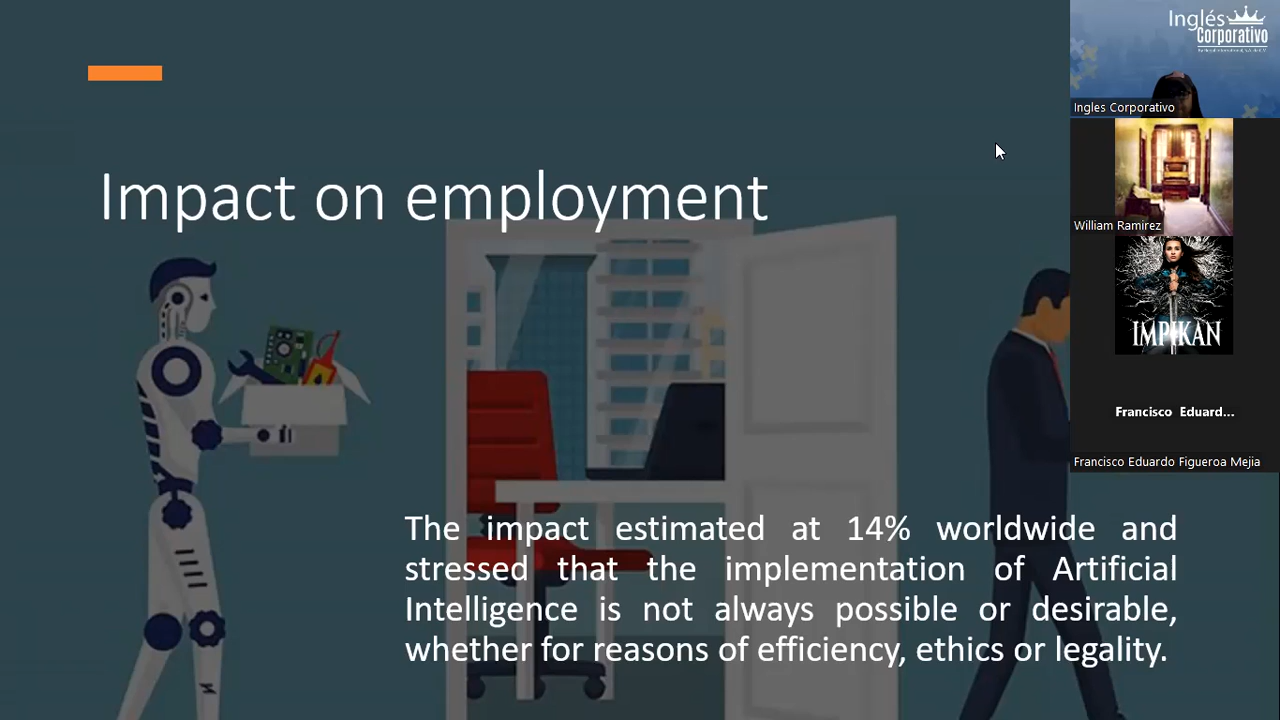 Impact on employment
The impact estimated at 14% worldwide and
stressed that the implementation of Artificial
Intelligence is not always possible or desirable,
whether for reasons of efficiency, ethics or legality.
Inglés
Corporativo
Ingles Corporativo
William Ramirez
IMPIKAN
Francisco Eduard...
Francisco Eduardo Figueroa Mejia